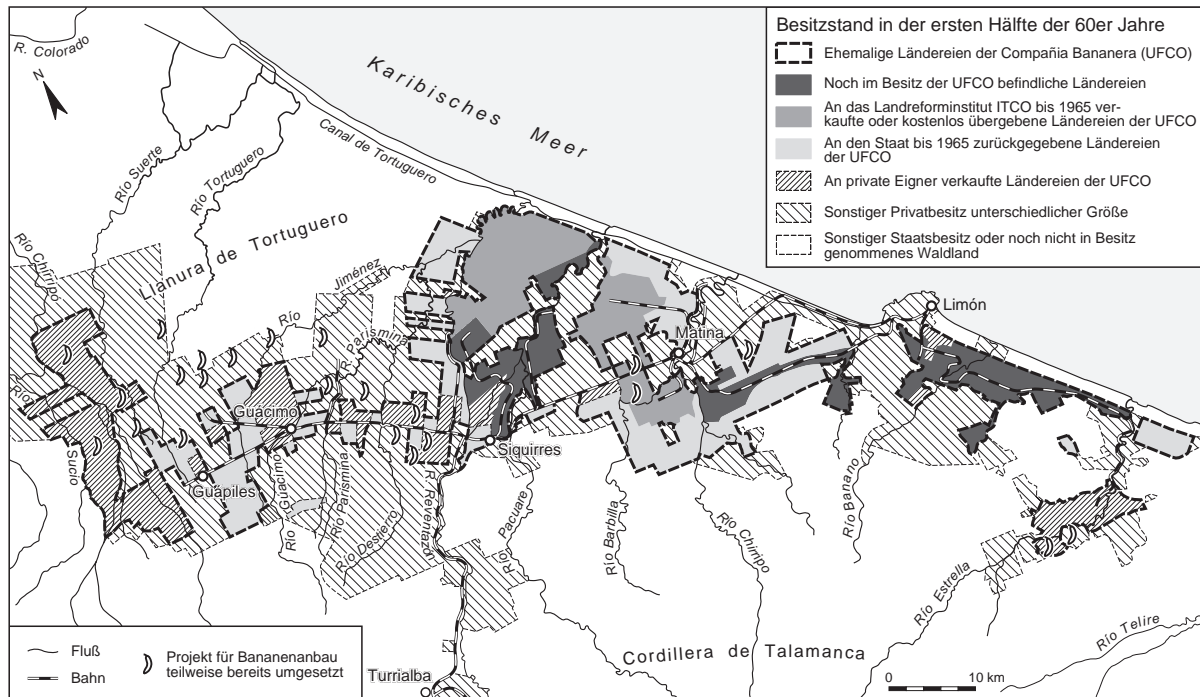 R. Colorado
N
Karibisches Meer
Canal de Tortuguero
Río Suerte
Río Tortuguero
Llanura de Tortuguero
Río Chirripó
Río Jiménez
R. Parismina
Matina
Limón
Guácimo
Siquirres
Guápiles
Río Sucio
Río Guácimo
Río Parismina
Río Destierro
R. Reventazón
Río Pacuare
Río Barbilla
Río Chirripo
Río Banano
Río Estrella
Río Telire
Cordillera de Talamanca
Turrialba
0 10 km
Besitzstand in der ersten Hälfte der 60er Jahre
Ehemalige Ländereien der Compañia Bananera (UFCO)
Noch im Besitz der UFCO befindliche Ländereien
An das Landreforminstitut ITCO bis 1965 ver-
kaufte oder kostenlos übergebene Ländereien der UFCO
An den Staat bis 1965 zurückgegebene Ländereien
der UFCO
An private Eigner verkaufte Ländereien der UFCO
Sonstiger Privatbesitz unterschiedlicher Größe
Sonstiger Staatsbesitz oder noch nicht in Besitz
genommenes Waldland
Fluß
Bahn
Projekt für Bananenanbau
teilweise bereits umgesetzt